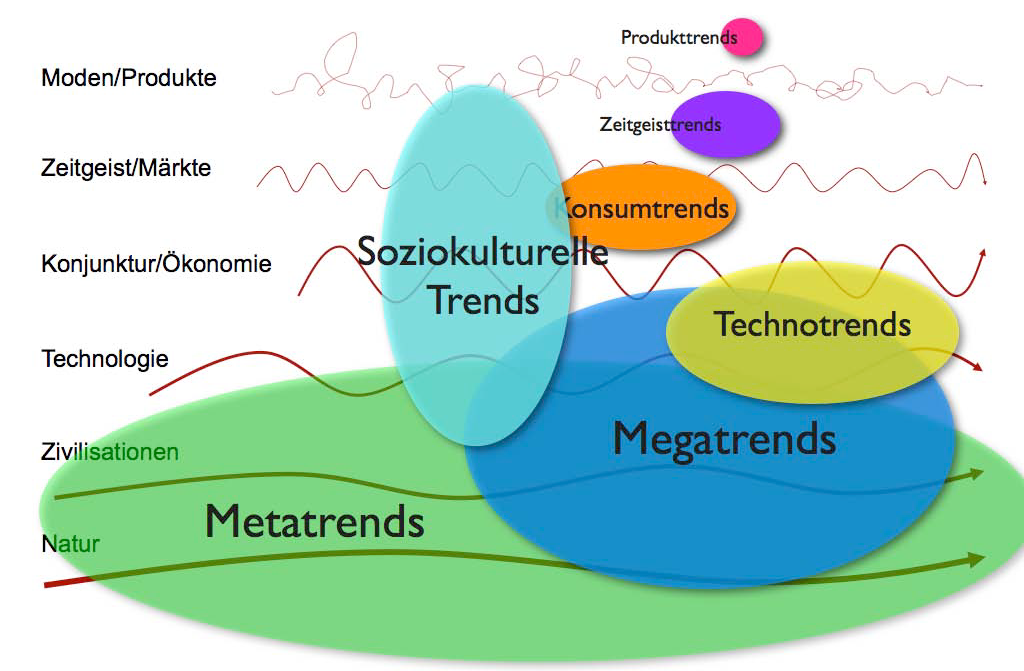 Produkttrends
Moden/Produkte
Zeitgeisttrends
Zeitgeist/Märkte
Konsumtrends
Soziokulturelle
Trends
Konjunktur/Ökonomie
Technotrends
Technologie
Megatrends
Zivilisationen
Metatrends
Natur